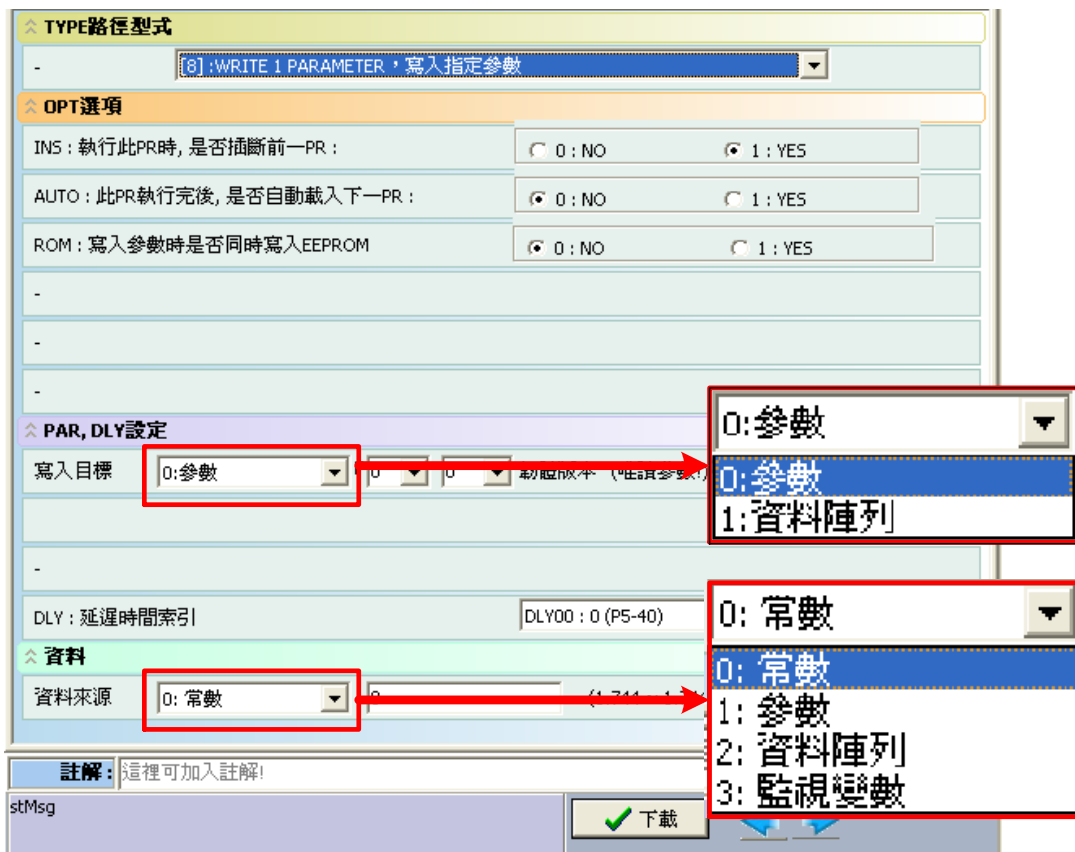 TYPE路徑型式
- [8] :WRITE 1 PARAMETER，寫入指定參數
OPT選項
INS : 執行此PR時, 是否插斷前一PR : 0 : NO 1 : YES
AUTO : 此PR執行完後, 是否自動載入下一PR : 0 : NO 1 : YES
ROM : 寫入參數時是否同時寫入EEPROM 0 : NO 1 : YES
-
-
-
PAR, DLY設定
寫入目標 0:參數 0 0 韌體版本 (唯讀參數!)
0:參數
0:參數
1:資料陣列
-
DLY : 延遲時間索引 DLY00 : 0 (P5-40)
資料
資料來源 0: 常數
0: 常數
0: 常數
1: 參數
2: 資料陣列
3: 監視變數
註解 : 這裡可加入註解!
stMsg
下載